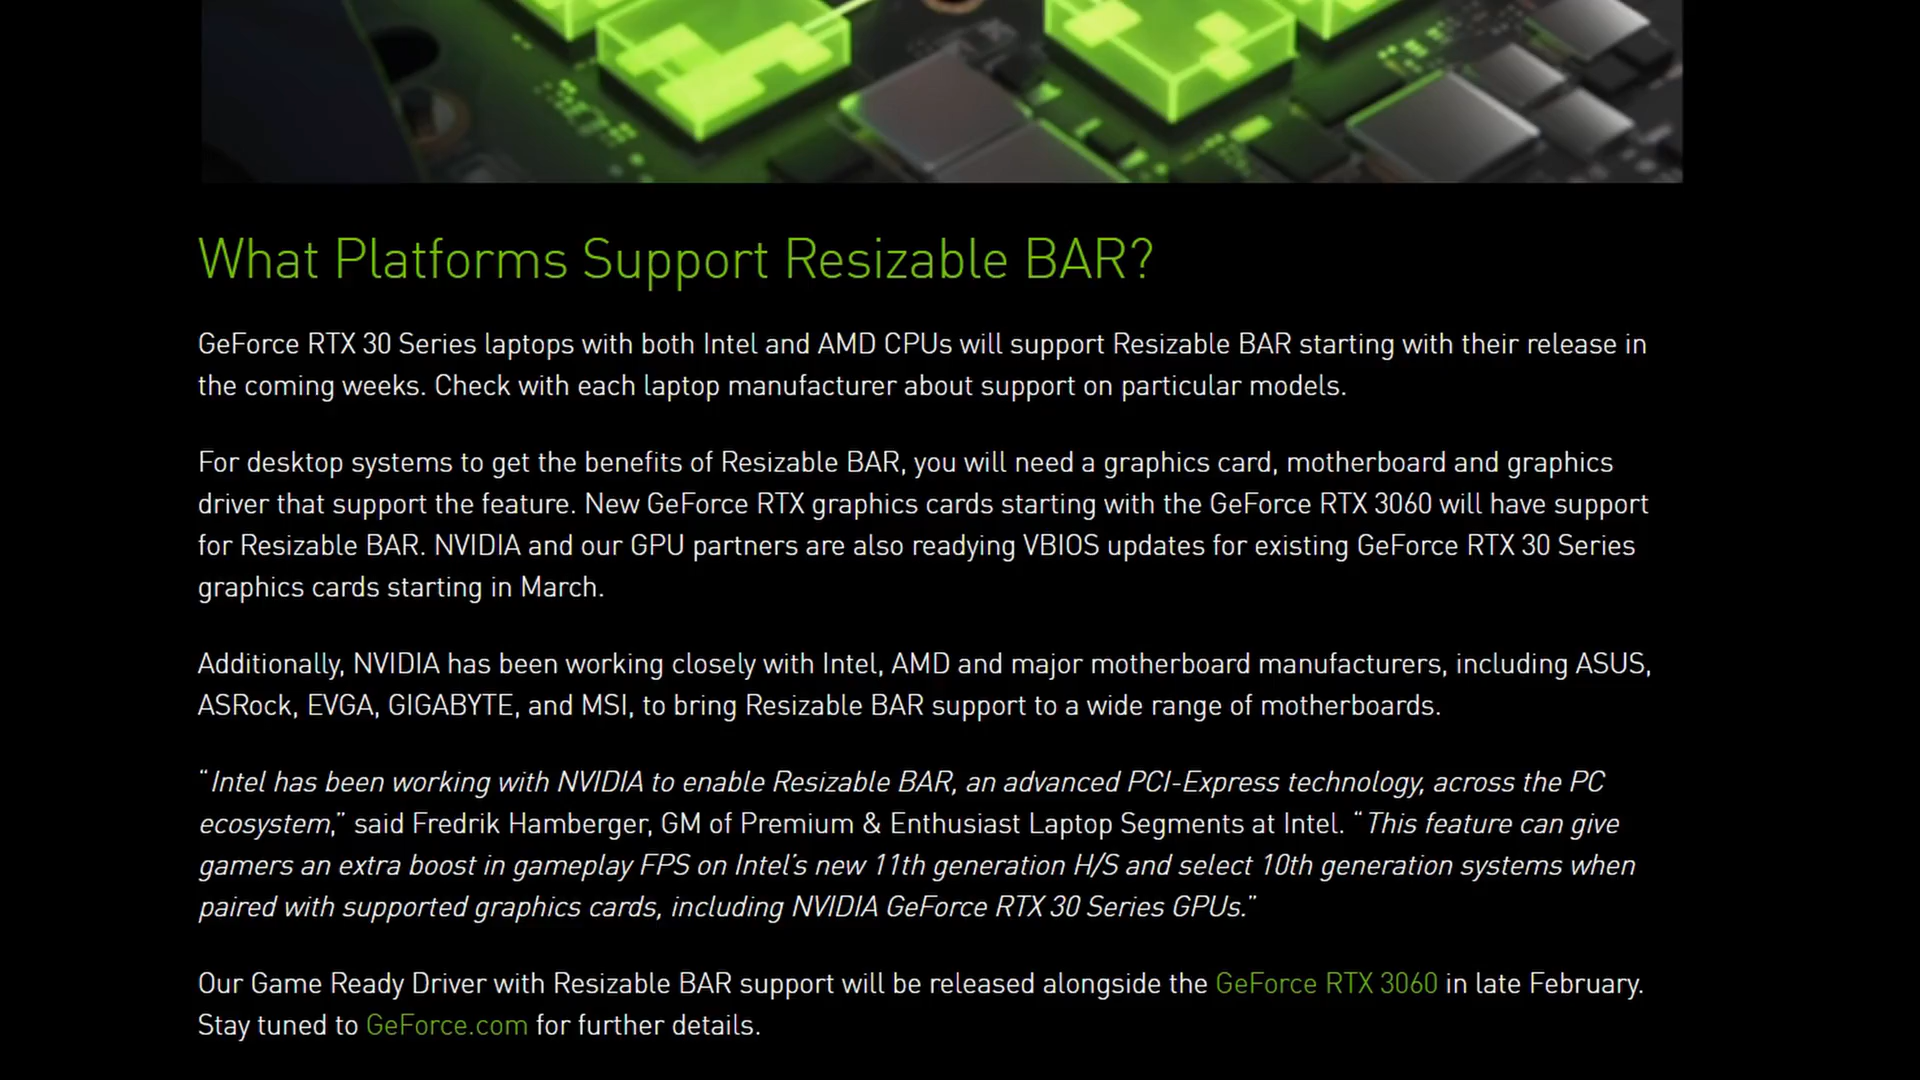 What Platforms Support Resizable BAR?
GeForce RTX 30 Series laptops with both Intel and AMD CPUs will support Resizable BAR starting with their release in
the coming weeks. Check with each laptop manufacturer about support on particular models.
For desktop systems to get the benefits of Resizable BAR, you will need a graphics card, motherboard and graphics
driver that support the feature. New GeForce RTX graphics cards starting with the GeForce RTX 3060 will have support
for Resizable BAR. NVIDIA and our GPU partners are also readying VBIOS updates for existing GeForce RTX 30 Series
graphics cards starting in March.
Additionally, NVIDIA has been working closely with Intel, AMD and major motherboard manufacturers, including ASUS,
ASRock, EVGA, GIGABYTE, and MSI, to bring Resizable BAR support to a wide range of motherboards.
“Intel has been working with NVIDIA to enable Resizable BAR, an advanced PCI-Express technology, across the PC
ecosystem,” said Fredrik Hamberger, GM of Premium & Enthusiast Laptop Segments at Intel. “This feature can give
gamers an extra boost in gameplay FPS on Intel’s new 11th generation H/S and select 10th generation systems when
paired with supported graphics cards, including NVIDIA GeForce RTX 30 Series GPUs.”
Our Game Ready Driver with Resizable BAR support will be released alongside the GeForce RTX 3060 in late February.
Stay tuned to GeForce.com for further details.